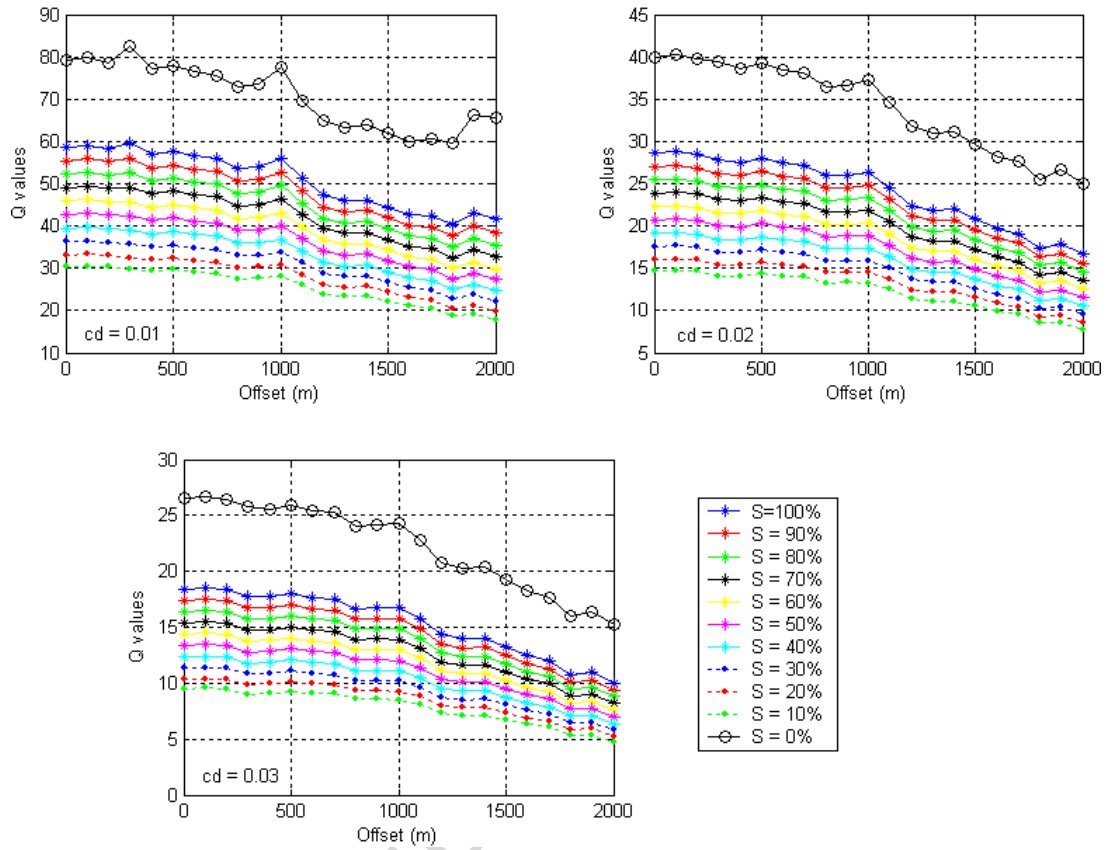 90
80
70
60
50
40
30
20
10
Q values
cd = 0.01
0
500
1000
1500
2000
Offset (m)
45
40
35
30
25
20
15
10
5
Q values
cd = 0.02
0
500
1000
1500
2000
Offset (m)
30
25
20
15
10
5
0
Q values
cd = 0.03
0
500
1000
1500
2000
Offset (m)
S=100%
S = 90%
S = 80%
S = 70%
S = 60%
S = 50%
S = 40%
S = 30%
S = 20%
S = 10%
S = 0%